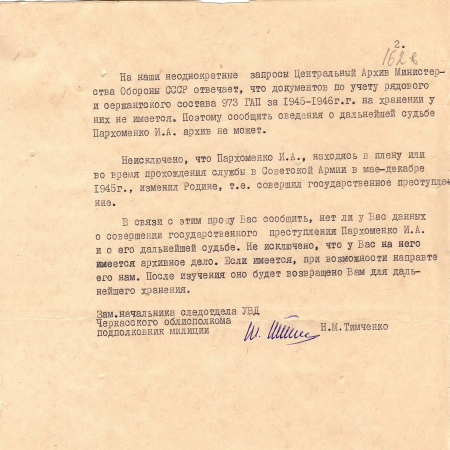 2.
162
На наши неоднократные запросы Центральный Архив Министер-
ства Обороны СССР отвечает, что документов по учету рядового
и сержантского состава 973 ГАП за 1945-1946г.г. на хранении у
них не имеется. Поэтому сообщить сведения о дальнейшей судьбе
Пархоменко И.А. архив не может.
Неисключено, что Пархоменко И.А., находясь в плену или
во время прохождения службы в Советской Армии в мае-декабре
1945г., изменил Родине, т.е. совершил государственное преступле-
ние.
В связи с этим прошу Вас сообщить, нет ли у Вас данных
о совершении государственного преступления Пархоменко И.А.
и о его дальнейшей судьбе. Не исключено, что у Вас на него
имеется архивное дело. Если имеется, при возможности направте
его нам. После изучения оно будет возвращено Вам для даль-
нейшего хранения.
Зам.начальника следотдела УВД
Черкасского облисполкома
подполковник милиции
Н.М.Тимченко